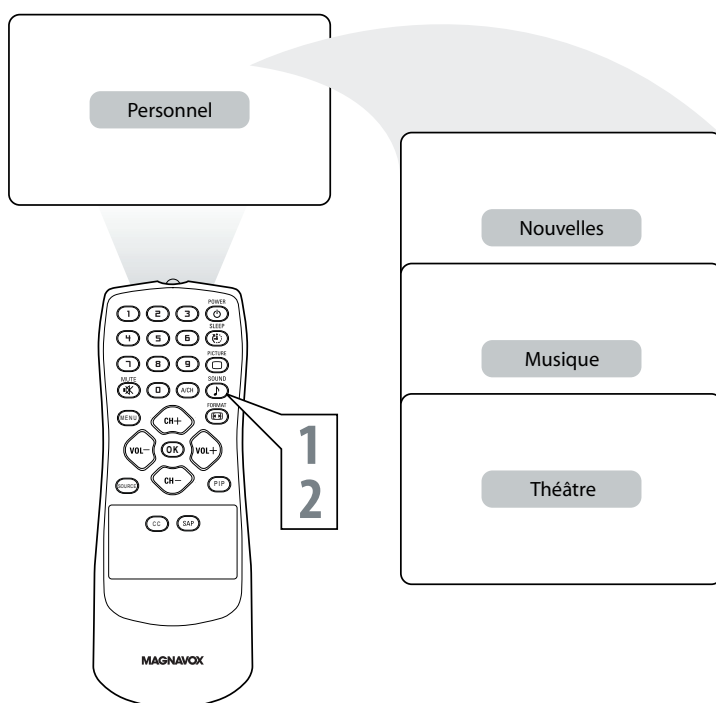 Personnel
Nouvelles
Musique
Théâtre
POWER
1 2 3
SLEEP
4 5 6
PICTURE
7 8 9
MUTE SOUND
0 A/CH
FORMAT
MENU CH+
VOL– OK VOL+
SOURCE CH– PIP
CC SAP
1
2
MAGNAVOX